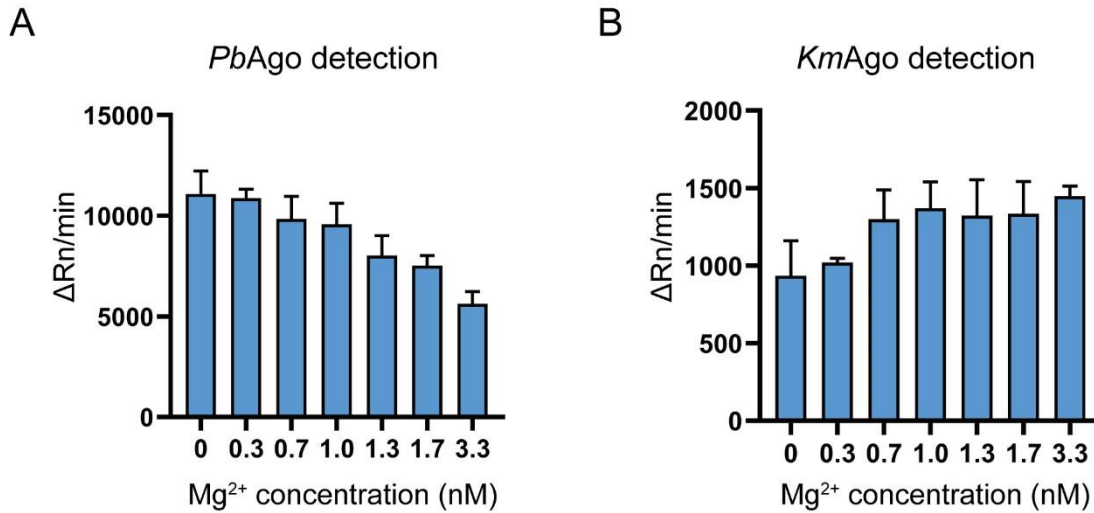 A
PbAgo detection
ΔRn/min
15000
10000
5000
0
0 0.3 0.7 1.0 1.3 1.7 3.3
Mg²⁺ concentration (nM)
B
KmAgo detection
ΔRn/min
2000
1500
1000
500
0
0 0.3 0.7 1.0 1.3 1.7 3.3
Mg²⁺ concentration (nM)